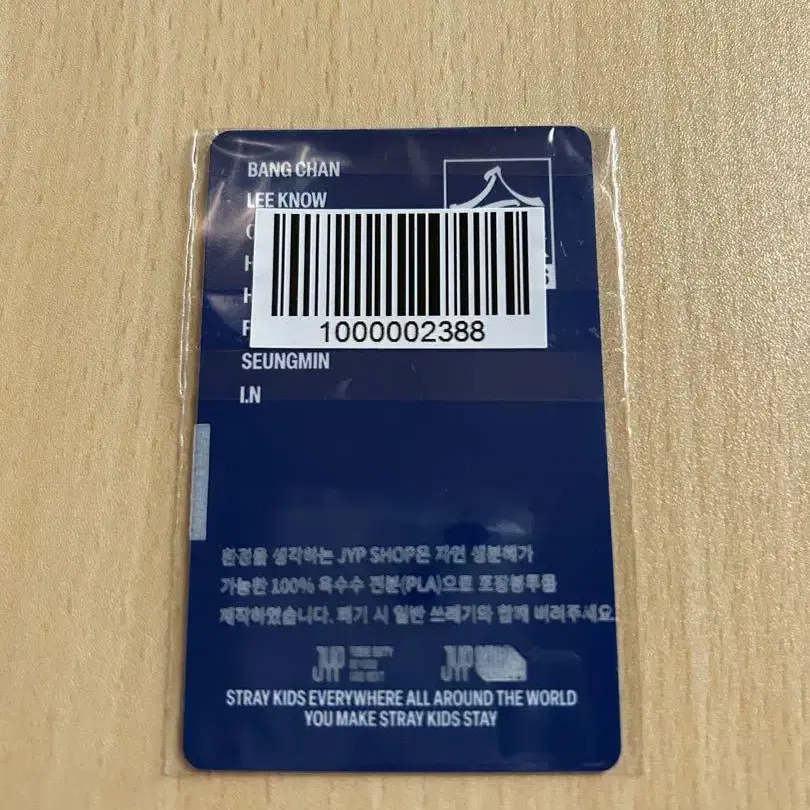 BANG CHAN
LEE KNOW
1000002388
SEUNGMIN
I.N
환경을 생각하는 JYP SHOP은 자연 생분해가
가능한 100% 옥수수 전분(PLA)으로 포장봉투를
제작하였습니다. 폐기 시 일반 쓰레기와 함께 버려주세요.
JYP JYP
STRAY KIDS EVERYWHERE ALL AROUND THE WORLD
YOU MAKE STRAY KIDS STAY